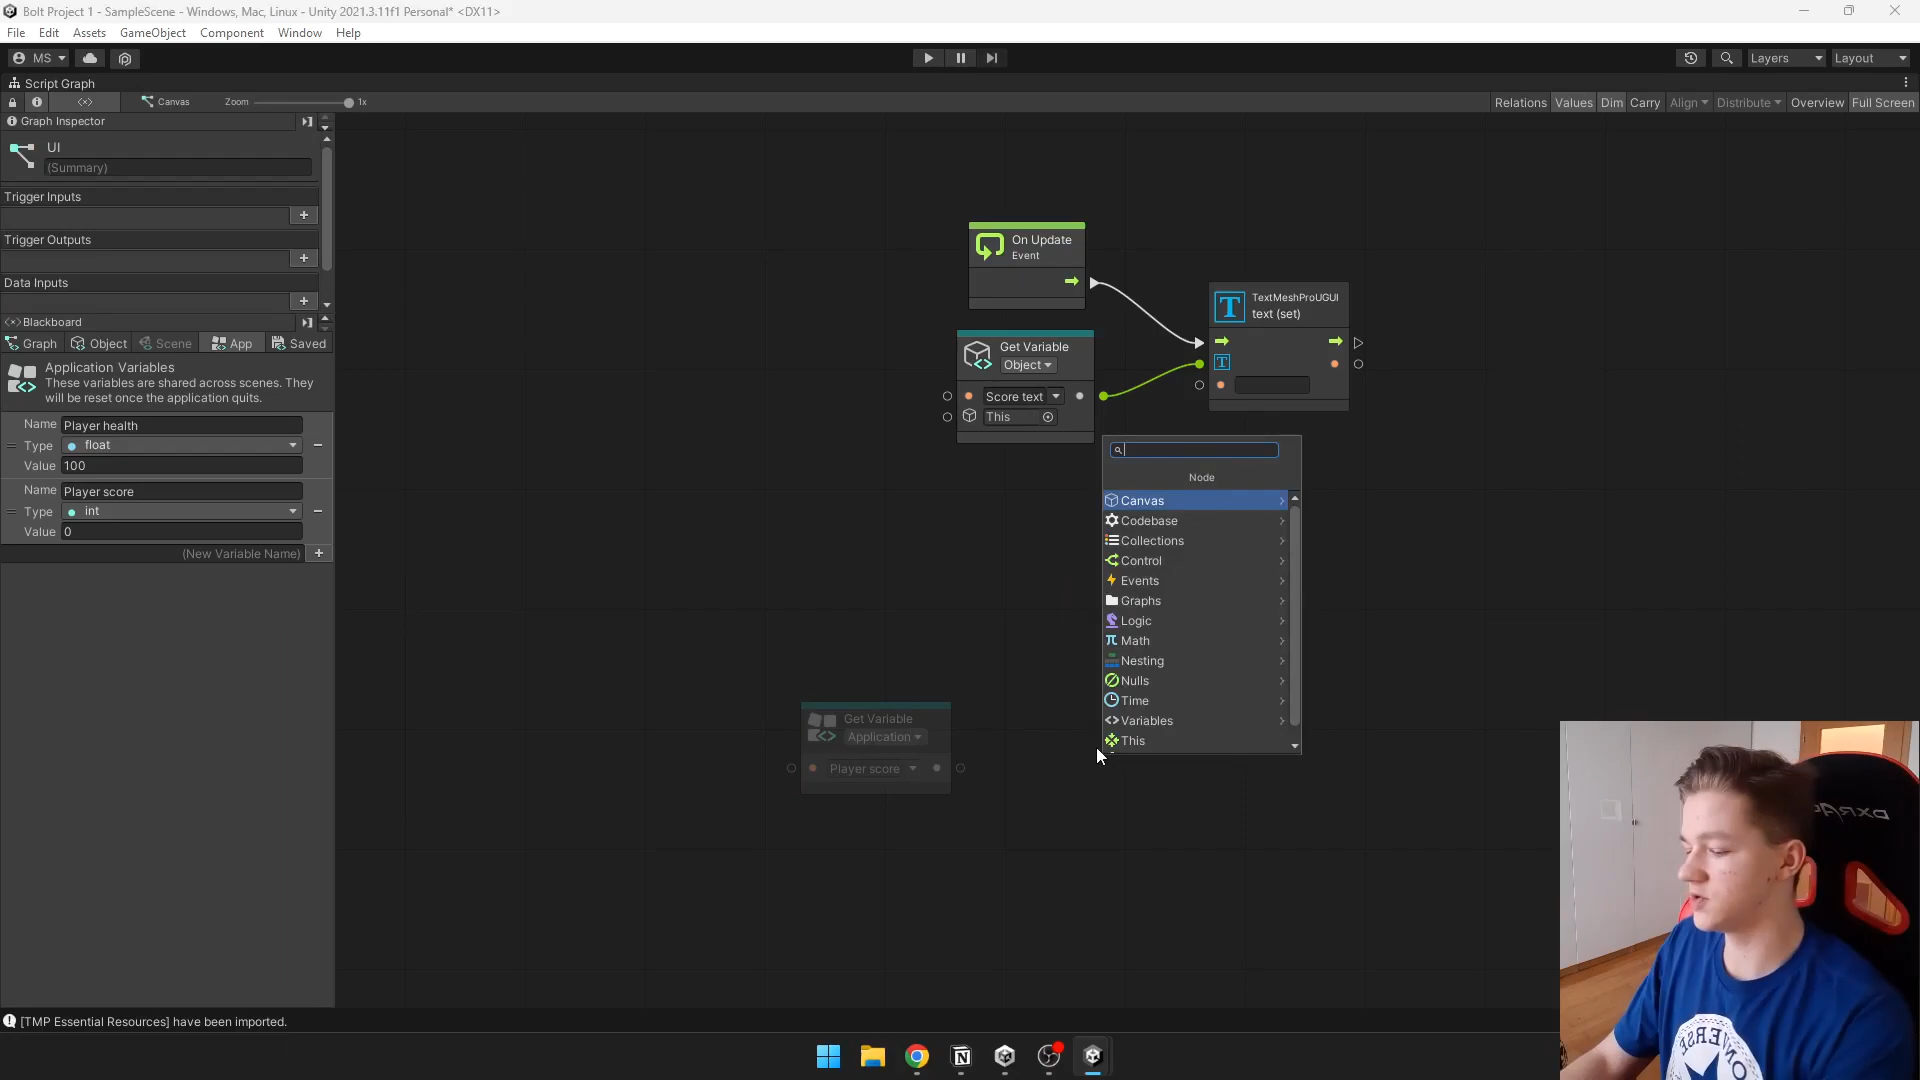 Bolt Project 1 - SampleScene - Windows, Mac, Linux - Unity 2021.3.11f1 Personal* <DX11>
File Edit Assets GameObject Component Window Help
MS Layers Layout
Script Graph
<×> Canvas Zoom 1x Relations Values Dim Carry Align Distribute Overview Full Screen
Graph Inspector
UI
(Summary)
Trigger Inputs
Trigger Outputs
Data Inputs
Blackboard
Graph Object Scene App Saved
Application Variables
These variables are shared across scenes. They
will be reset once the application quits.
Name Player health
Type float
Value 100
Name Player score
Type int
Value 0
(New Variable Name)
On Update
Event
TextMeshProUGUI
text (set)
Get Variable
Object
Score text
This
Node
Canvas
Codebase
Collections
Control
Events
Graphs
Logic
Math
Nesting
Nulls
Time
Variables
This
Get Variable
Application
Player score
[TMP Essential Resources] have been imported.
DXRA
CONVERSE